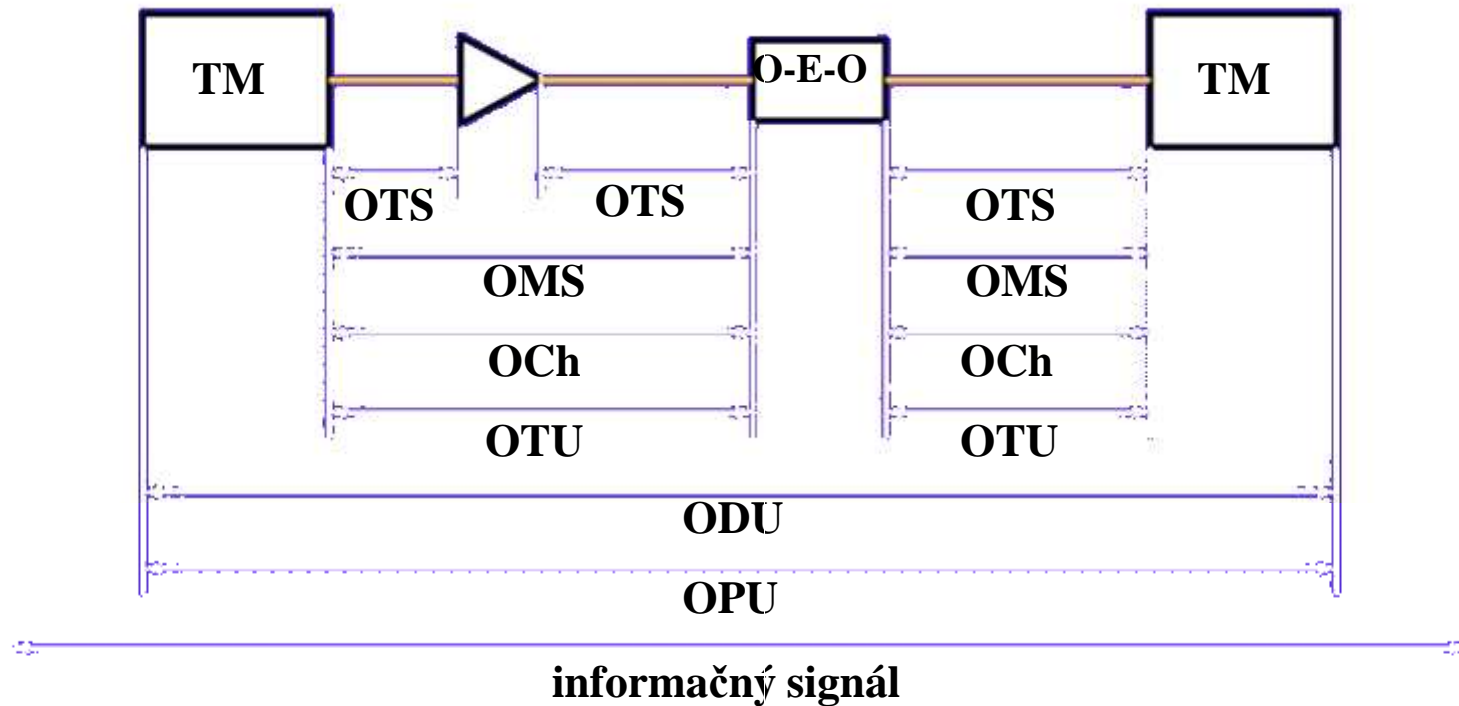 TM
O-E-O
TM
OTS
OTS
OTS
OMS
OMS
OCh
OCh
OTU
OTU
ODU
OPU
informačný signál